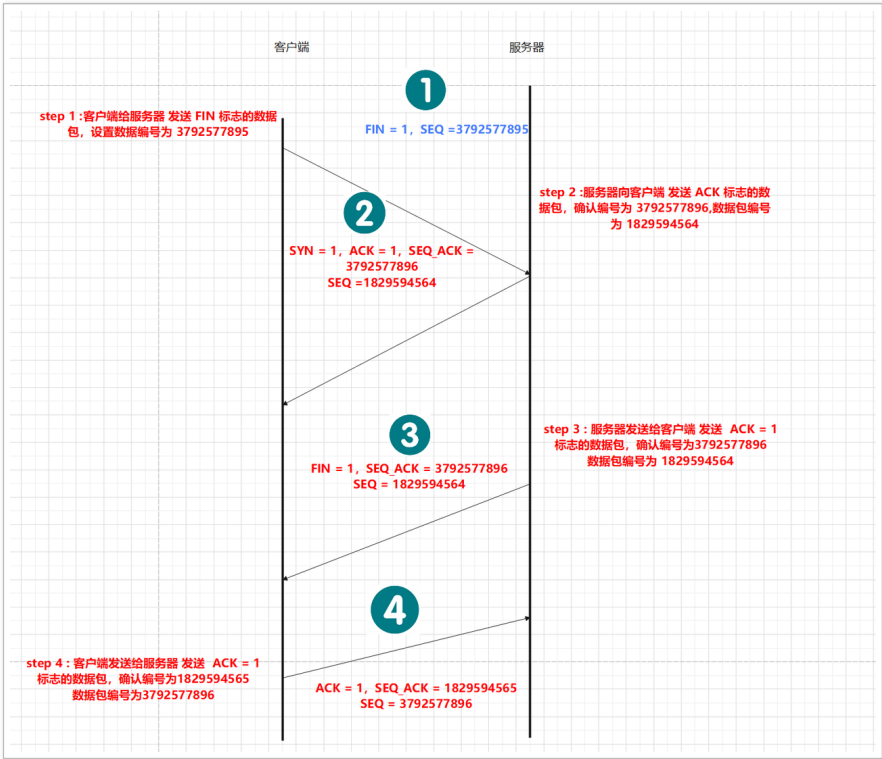 客户端
服务器
1
step 1 :客户端给服务器 发送 FIN 标志的数据
包，设置数据编号为 3792577895
FIN = 1，SEQ =3792577895
step 2 :服务器向客户端 发送 ACK 标志的数
据包，确认编号为 3792577896,数据包编号
为 1829594564
2
SYN = 1，ACK = 1，SEQ_ACK =
3792577896
SEQ =1829594564
3
step 3 : 服务器发送给客户端 发送  ACK = 1
标志的数据包，确认编号为3792577896
数据包编号为 1829594564
FIN = 1，SEQ_ACK = 3792577896
SEQ = 1829594564
4
step 4 : 客户端发送给服务器 发送  ACK = 1
标志的数据包，确认编号为1829594565
数据包编号为3792577896
ACK = 1，SEQ_ACK = 1829594565
SEQ = 3792577896